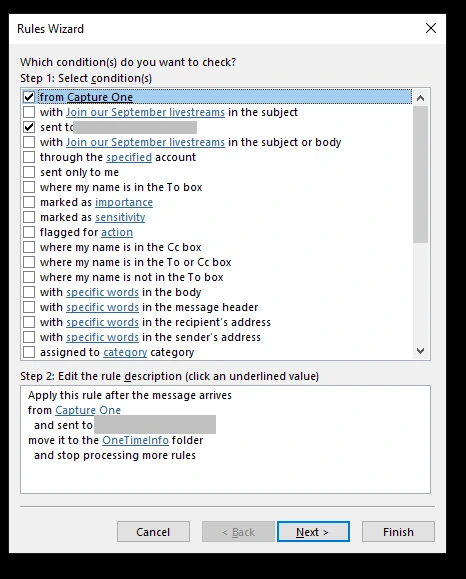 Rules Wizard
Which condition(s) do you want to check?
Step 1: Select condition(s)
from Capture One
with Join our September livestreams in the subject
sent to
with Join our September livestreams in the subject or body
through the specified account
sent only to me
where my name is in the To box
marked as importance
marked as sensitivity
flagged for action
where my name is in the Cc box
where my name is in the To or Cc box
where my name is not in the To box
with specific words in the body
with specific words in the message header
with specific words in the recipient's address
with specific words in the sender's address
assigned to category category
Step 2: Edit the rule description (click an underlined value)
Apply this rule after the message arrives
from Capture One
and sent to
move it to the OneTimeInfo folder
and stop processing more rules
Cancel < Back Next > Finish